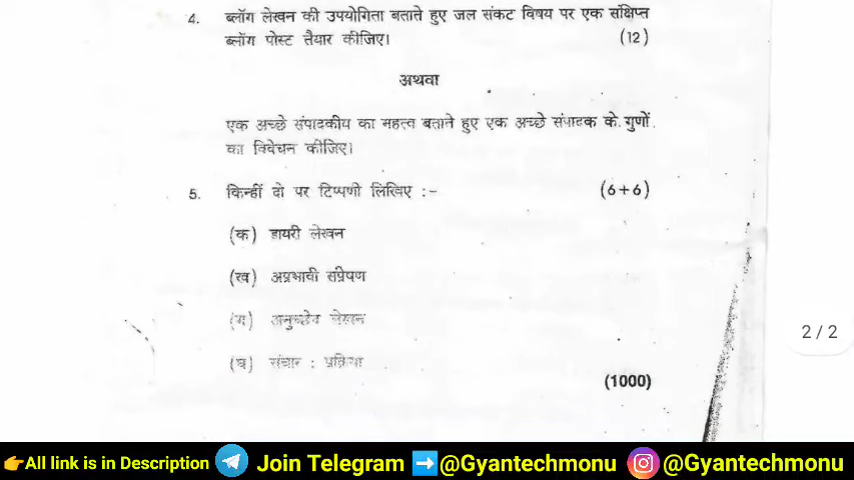 4. ब्लॉग लेखन की उपयोगिता बताते हुए जल संकट विषय पर एक संक्षिप्त
ब्लॉग पोस्ट तैयार कीजिए। (12)
अथवा
एक अच्छे संपादकीय का महत्व बताते हुए एक अच्छे संपादक के गुणों
का विवेचन कीजिए।
5. किन्हीं दो पर टिप्पणी लिखिए :- (6+6)
(क) डायरी लेखन
(ख) अप्रभावी संप्रेषण
(ग) अनुच्छेद लेखन
(घ) संचार : प्रक्रिया
(1000)
2 / 2
👉All link is in Description Join Telegram ➡️@Gyantechmonu @Gyantechmonu